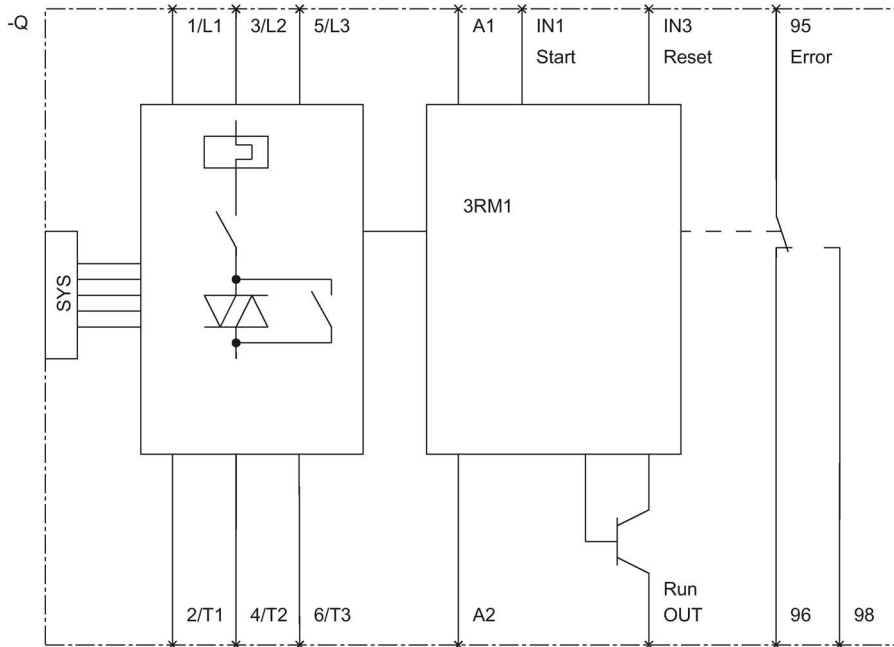 -Q
1/L1 3/L2 5/L3 A1 IN1 IN3 95
Start Reset Error
3RM1
SYS
Run
2/T1 4/T2 6/T3 A2 OUT 96 98